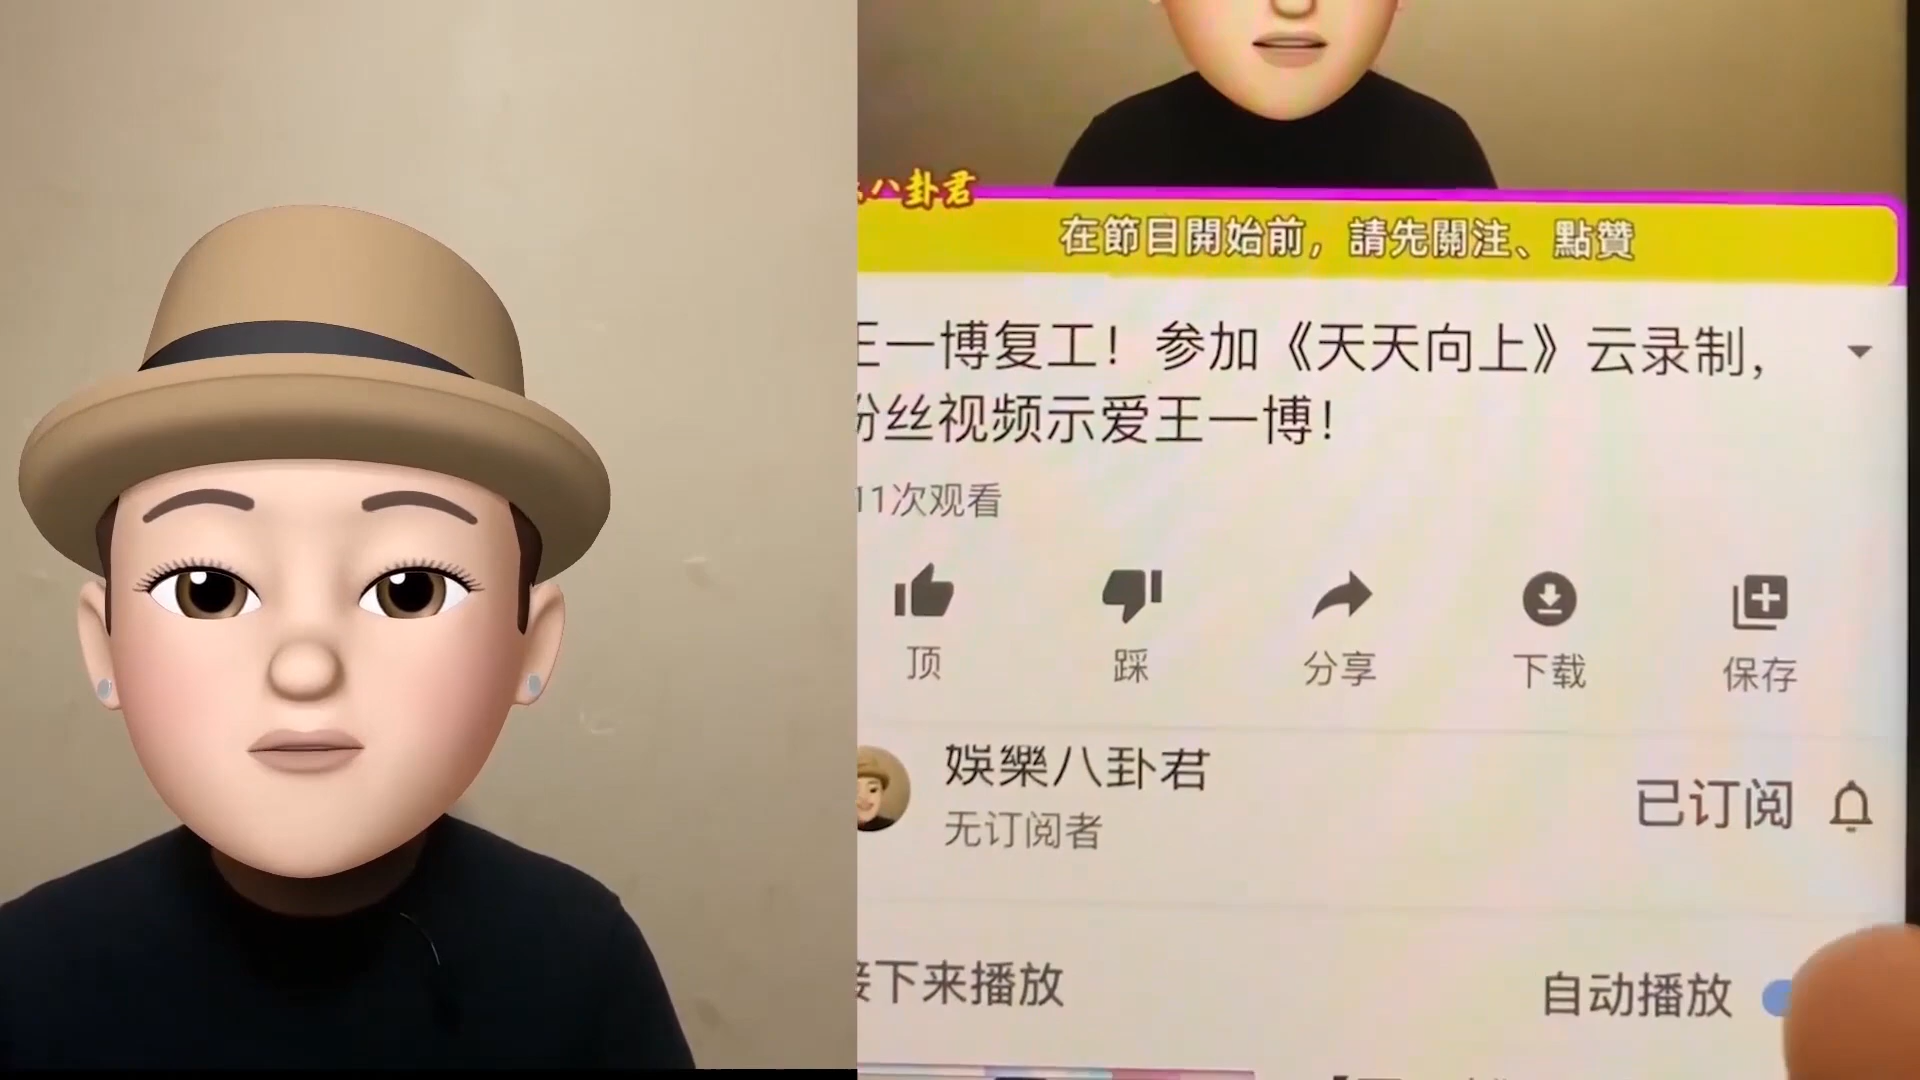 八卦君
在節目開始前，請先關注、點贊
王一博复工！参加《天天向上》云录制，
粉丝视频示爱王一博！
11次观看
顶
踩
分享
下载
保存
娛樂八卦君
无订阅者
已订阅
接下来播放
自动播放